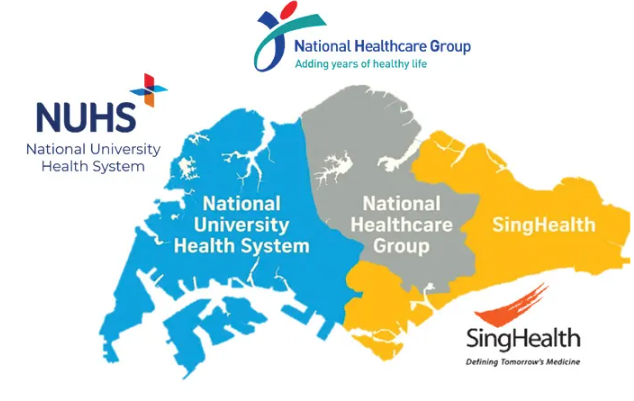 National Healthcare Group
Adding years of healthy life
NUHS
National University
Health System
National
University
Health System
National
Healthcare
Group
SingHealth
SingHealth
Defining Tomorrow's Medicine